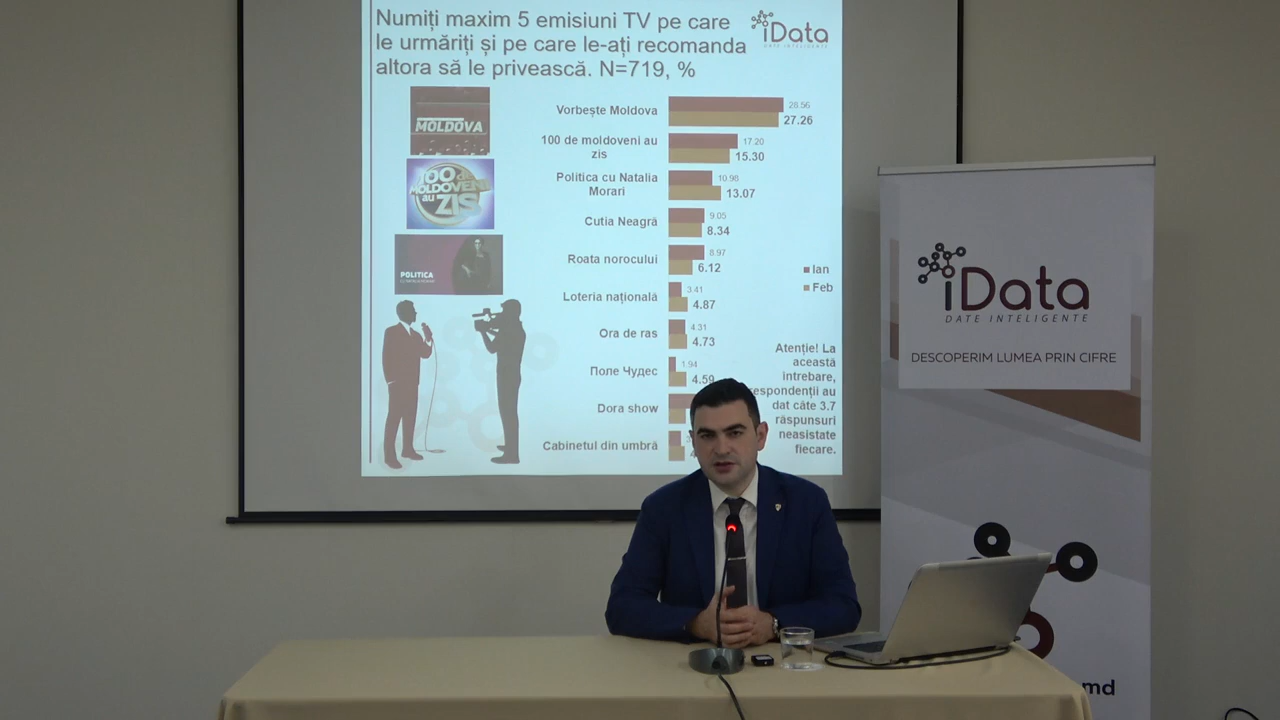 Numiți maxim 5 emisiuni TV pe care
le urmăriți și pe care le-ați recomanda
altora să le privească. N=719, %
iData
DATE INTELIGENTE
MOLDOVA
100 de
MOLDOVENI
au
ZIS
POLITICA
Vorbește Moldova
28.56
27.26
100 de moldoveni au
zis
17.20
15.30
Politica cu Natalia
Morari
10.98
13.07
Cutia Neagră
9.05
8.34
Roata norocului
8.97
6.12
Loteria națională
3.41
4.87
Ora de ras
4.31
4.73
Поле Чудес
1.94
4.59
Dora show
Cabinetul din umbră
Ian
Feb
Atenție! La
această
întrebare,
respondenții au
dat câte 3.7
răspunsuri
neasistate
fiecare.
iData
DATE INTELIGENTE
DESCOPERIM LUMEA PRIN CIFRE
md